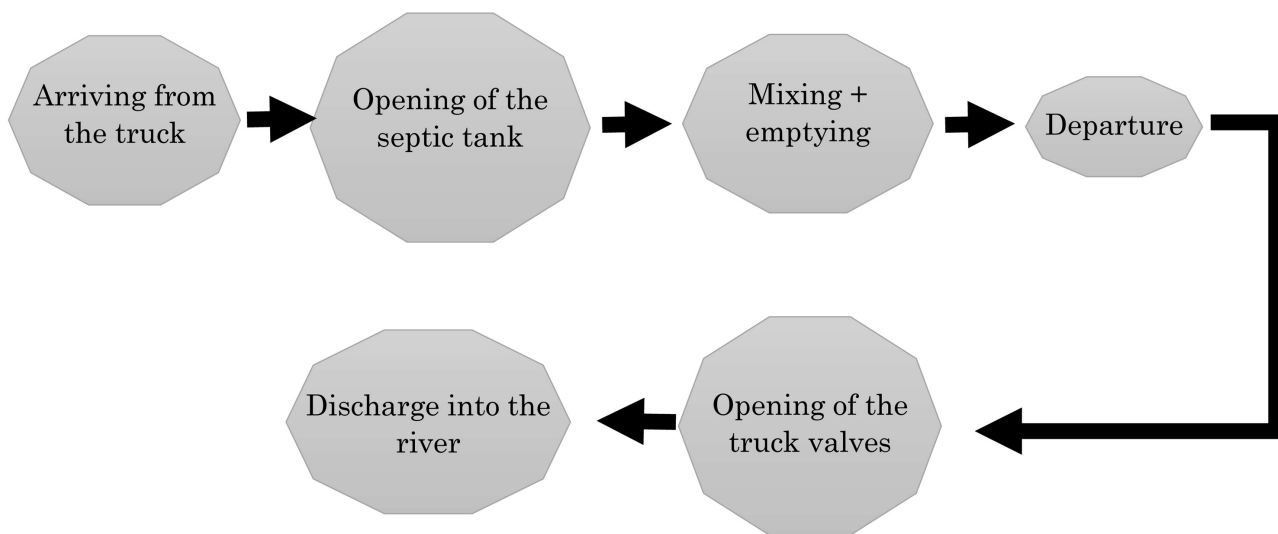 Arriving from
the truck
Opening of the
septic tank
Mixing +
emptying
Departure
Opening of the
truck valves
Discharge into the
river